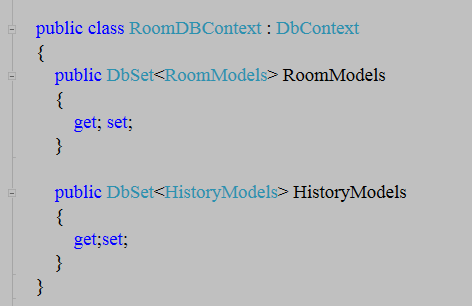 public class RoomDBContext : DbContext
{
public DbSet<RoomModels> RoomModels
{
get; set;
}
public DbSet<HistoryModels> HistoryModels
{
get;set;
}
}